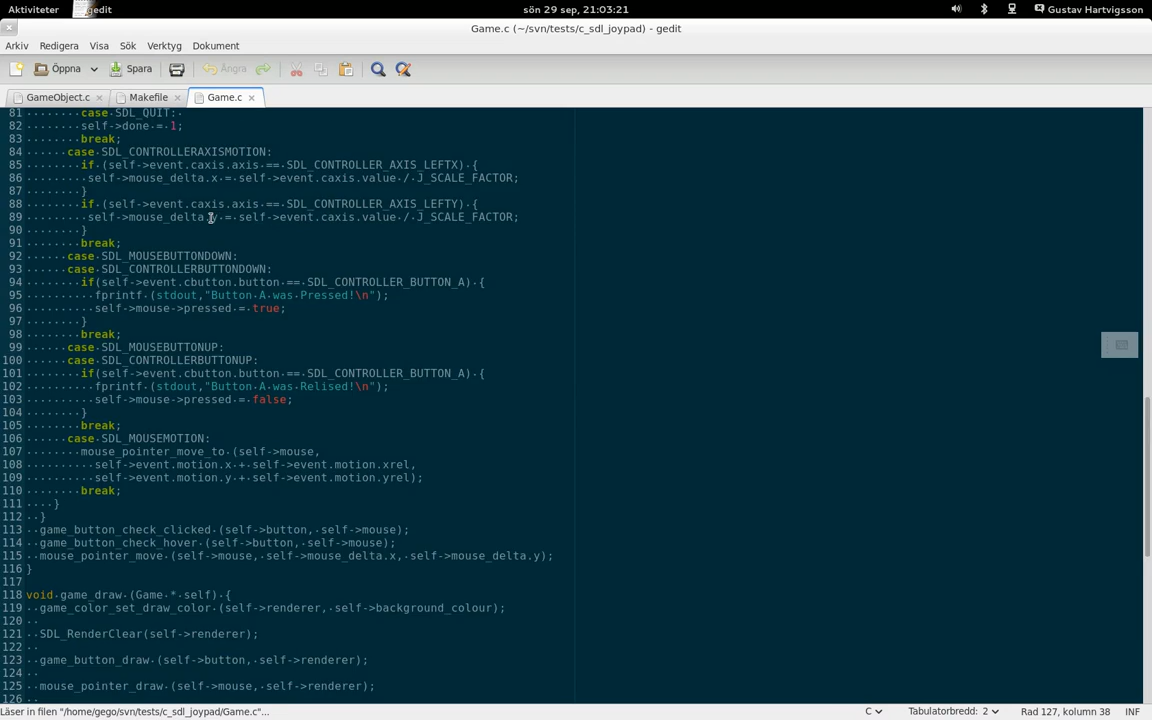 Aktiviteter gedit sön 29 sep, 21:03:21 Gustav Hartvigsson
Game.c (~/svn/tests/c_sdl_joypad) - gedit
Arkiv Redigera Visa Sök Verktyg Dokument
Öppna Spara Ångra
GameObject.c Makefile Game.c
81········case·SDL_QUIT:·
82········self->done·=·1;
83········break;
84······case·SDL_CONTROLLERAXISMOTION:
85········if·(self->event.caxis.axis·==·SDL_CONTROLLER_AXIS_LEFTX)·{
86·········self->mouse_delta.x·=·self->event.caxis.value·/·J_SCALE_FACTOR;
87········}
88········if·(self->event.caxis.axis·==·SDL_CONTROLLER_AXIS_LEFTY)·{
89·········self->mouse_delta.y·=·self->event.caxis.value·/·J_SCALE_FACTOR;
90········}
91········break;
92······case·SDL_MOUSEBUTTONDOWN:
93······case·SDL_CONTROLLERBUTTONDOWN:
94········if(self->event.cbutton.button·==·SDL_CONTROLLER_BUTTON_A)·{
95··········fprintf·(stdout,"Button·A·was·Pressed!\n");
96··········self->mouse->pressed·=·true;
97········}
98········break;
99······case·SDL_MOUSEBUTTONUP:
100······case·SDL_CONTROLLERBUTTONUP:
101········if(self->event.cbutton.button·==·SDL_CONTROLLER_BUTTON_A)·{
102··········fprintf·(stdout,"Button·A·was·Relised!\n");
103··········self->mouse->pressed·=·false;
104········}
105········break;
106······case·SDL_MOUSEMOTION:
107········mouse_pointer_move_to·(self->mouse,
108··········self->event.motion.x·+·self->event.motion.xrel,
109··········self->event.motion.y·+·self->event.motion.yrel);
110········break;
111····}
112··}
113··game_button_check_clicked·(self->button,·self->mouse);
114··game_button_check_hover·(self->button,·self->mouse);
115··mouse_pointer_move·(self->mouse,·self->mouse_delta.x,·self->mouse_delta.y);
116}
117
118void·game_draw·(Game·*·self)·{
119··game_color_set_draw_color·(self->renderer,·self->background_colour);
120··
121··SDL_RenderClear(self->renderer);
122··
123··game_button_draw·(self->button,·self->renderer);
124··
125··mouse_pointer_draw·(self->mouse,·self->renderer);
126··
Läser in filen "/home/gego/svn/tests/c_sdl_joypad/Game.c"... C Tabulatorbredd: 2 Rad 127, kolumn 38 INF